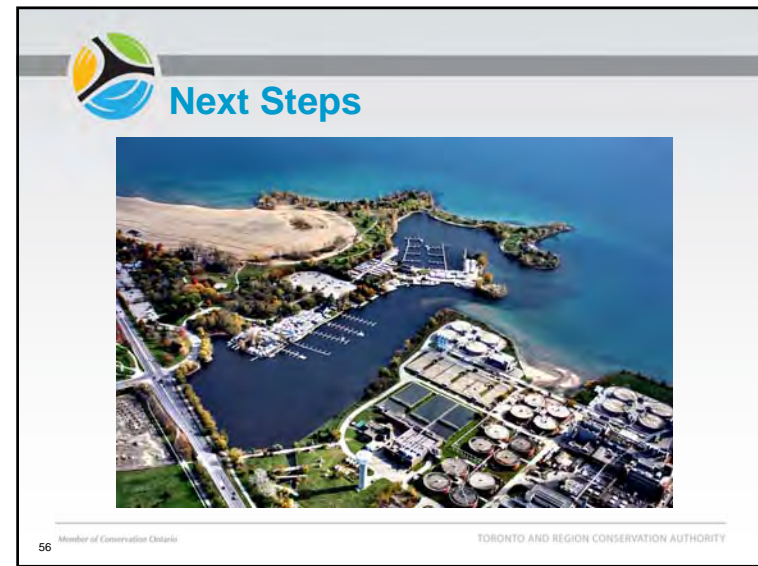 Next Steps
56 Member of Conservation Ontario TORONTO AND REGION CONSERVATION AUTHORITY